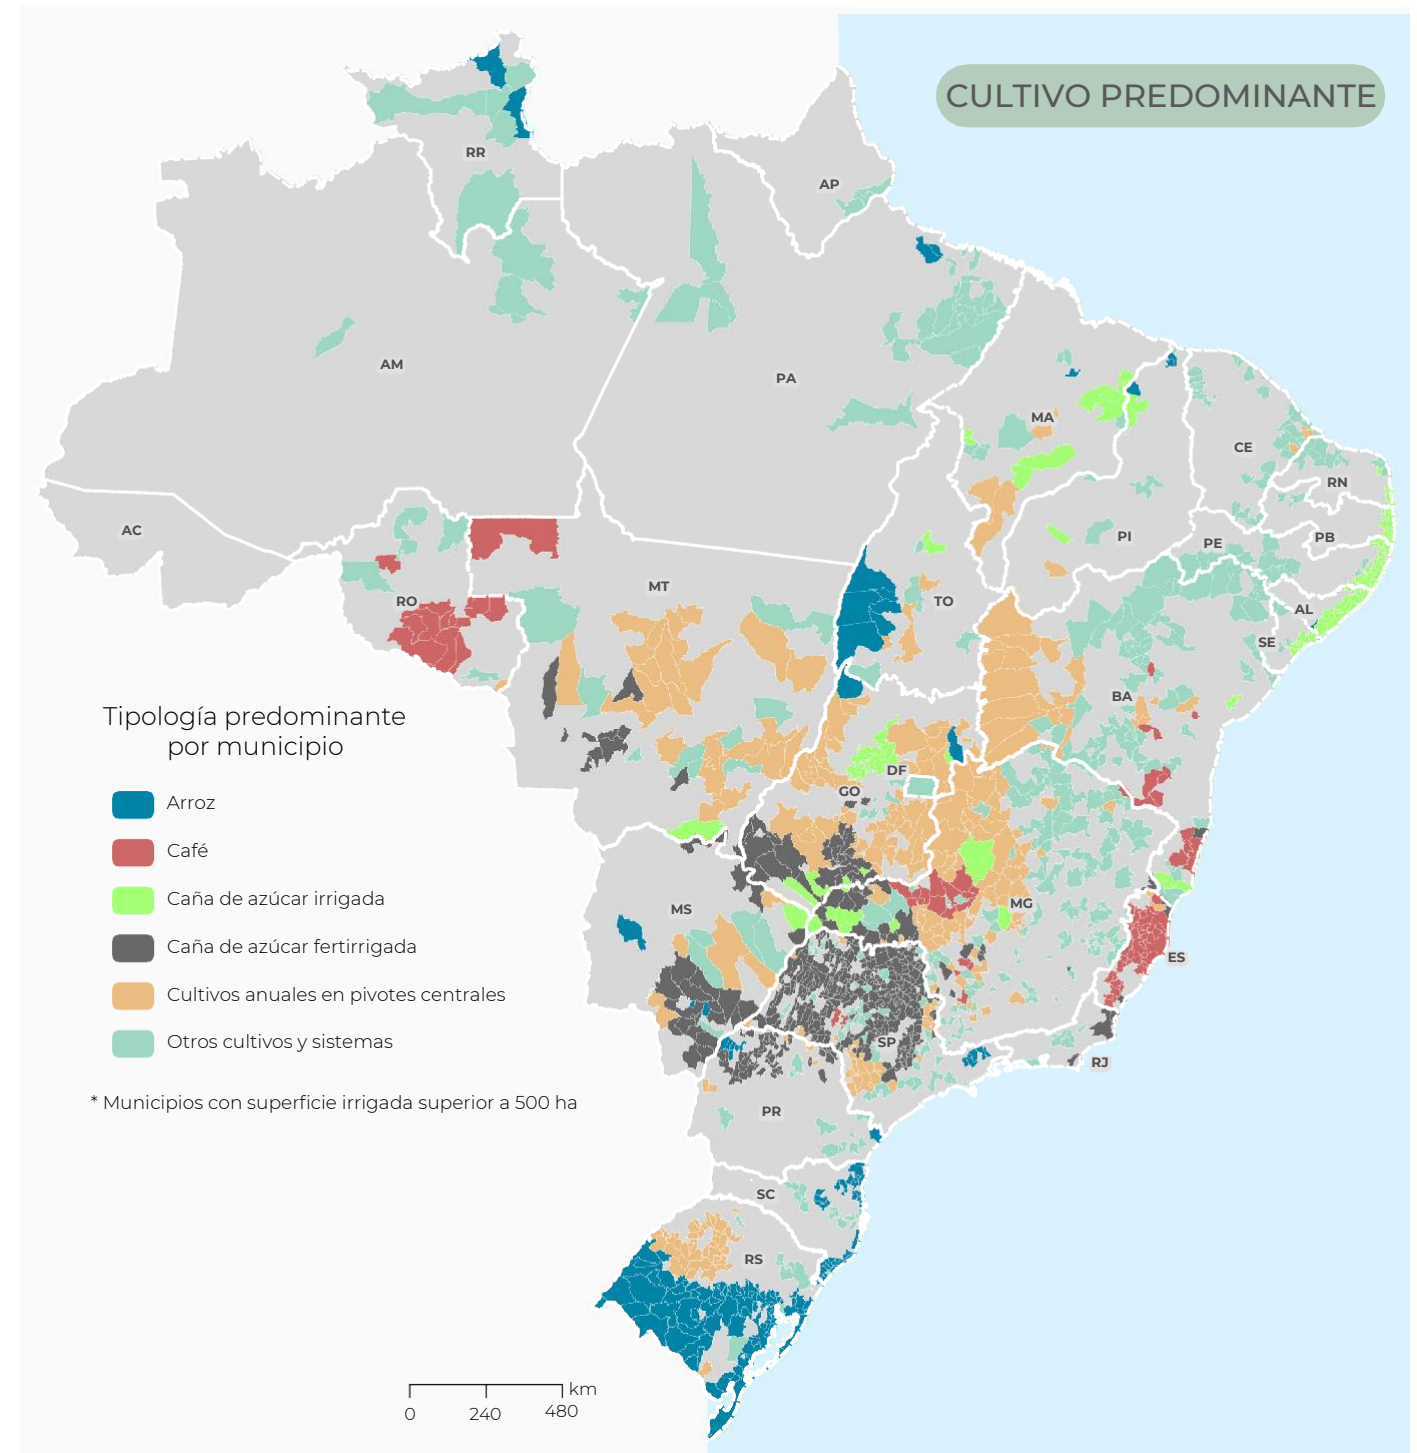 CULTIVO PREDOMINANTE
RR
AP
AM
PA
MA
CE
RN
PB
PE
PI
AC
RO
MT
TO
AL
SE
BA
Tipología predominante
por municipio
DF
GO
Arroz
Café
Caña de azúcar irrigada
MS
MG
Caña de azúcar fertirrigada
ES
Cultivos anuales en pivotes centrales
Otros cultivos y sistemas
SP
RJ
* Municipios con superficie irrigada superior a 500 ha
PR
SC
RS
km
0 240 480